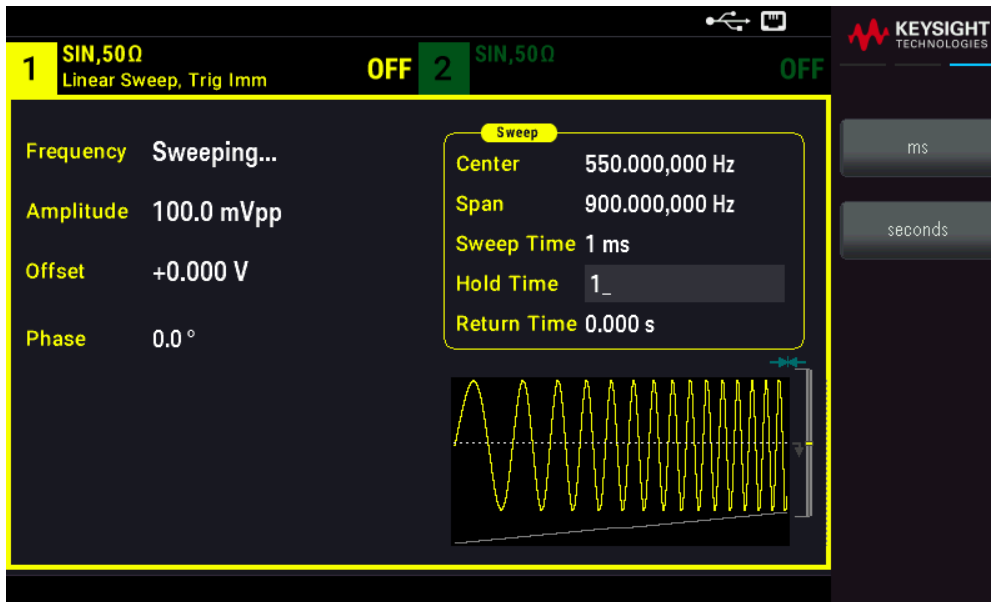 KEYSIGHT
TECHNOLOGIES
1 SIN,50Ω OFF
Linear Sweep, Trig Imm
2 SIN,50Ω OFF
Frequency Sweeping...
Amplitude 100.0 mVpp
Offset +0.000 V
Phase 0.0 °
Sweep
Center 550.000,000 Hz
Span 900.000,000 Hz
Sweep Time 1 ms
Hold Time 1_
Return Time 0.000 s
ms
seconds